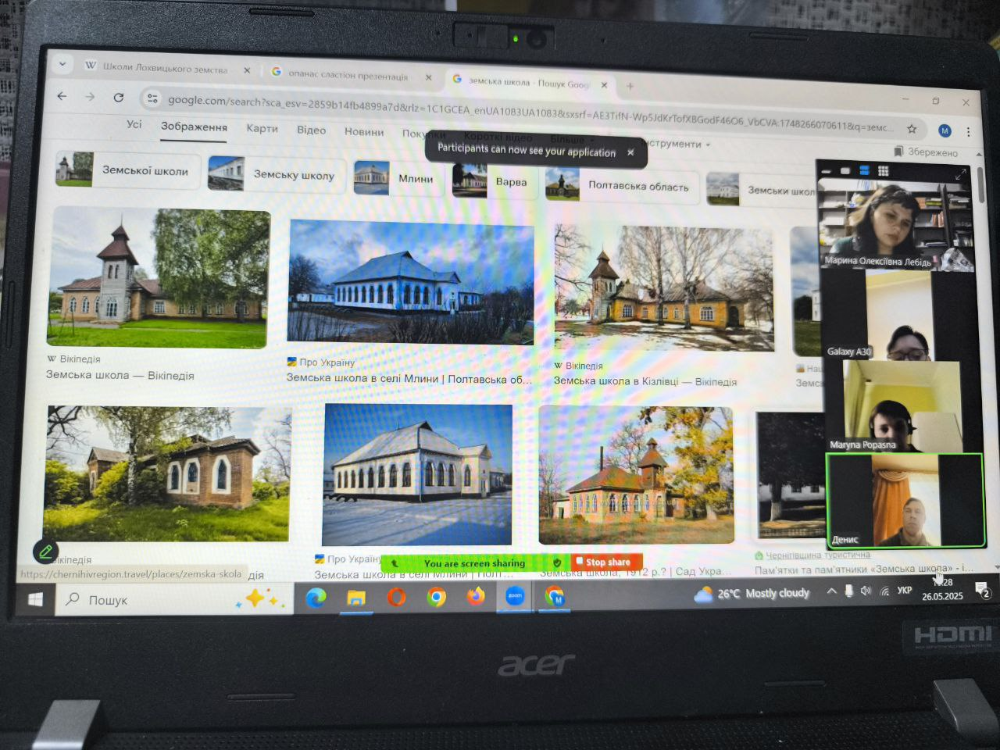 Школи Лохвицького земства
опанас сластіон презентація
земська школа - Пошук Goog
google.com/search?sca_esv=2859b14fb4899a7d&rlz=1C1GCEA_enUA1083UA1083&sxsrf=AE3TifN-Wp5JdKrTofX8GodF46O6_VbCVA:1748266070611&q=земс...
M
Усі Зображення Карти Відео Новини Покупки Короткі відео Більше Інструменти
Participants can now see your application
Збережено
Земської школи
Земську школу
Млини
Варва
Полтавська область
Земськи школ
Марина Олексіївна Лебідь
Galaxy A30
Maryna Popasna
Денис
W Вікіпедія
Земська школа — Вікіпедія
Про Україну
Земська школа в селі Млини | Полтавська об...
W Вікіпедія
Земська школа в Кізлівці — Вікіпедія
Нац
Земсь
Вікіпедія
дія
Про Україну
Земська школа в селі Млини | Полт...
Земська школа, 1912 р.? | Сад Укра...
Чернігівщина туристична
Пам'ятки та пам'ятники «Земська школа» - і...
https://chernihivregion.travel/places/zemska-skola
You are screen sharing
Stop share
Пошук
zoom
26°C Mostly cloudy
УКР
:28
26.05.2025
2
HDMI
acer